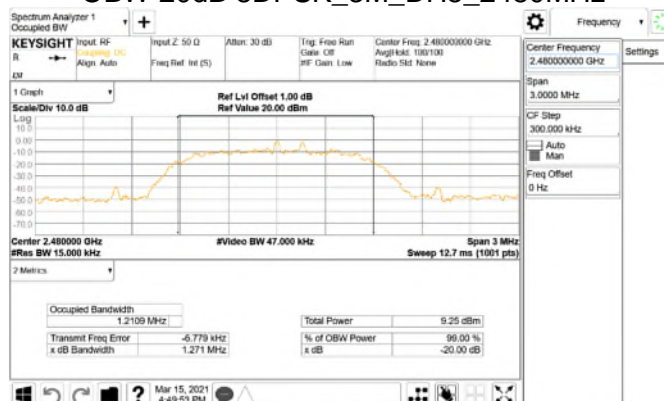 Spectrum Analyzer 1
Occupied BW
+
Frequency
KEYSIGHT
R
Input: RF
Coupling: DC
Align: Auto
Input Z: 50 Ω
Freq Ref: Int (S)
Atten: 30 dB
Trig: Free Run
Gate: Off
#IF Gain: Low
Center Freq: 2.480000000 GHz
Avg|Hold: 100/100
Radio Std: None
Center Frequency
2.480000000 GHz
Settings
Span
3.0000 MHz
CF Step
300.000 kHz
Auto
Man
Freq Offset
0 Hz
1 Graph
Scale/Div 10.0 dB
Ref Lvl Offset 1.00 dB
Ref Value 20.00 dBm
Log
10.0
0.00
-10.0
-20.0
-30.0
-40.0
-50.0
-60.0
-70.0
Center 2.480000 GHz
#Res BW 15.000 kHz
#Video BW 47.000 kHz
Span 3 MHz
Sweep 12.7 ms (1001 pts)
2 Metrics
Occupied Bandwidth
1.2109 MHz
Total Power
9.25 dBm
Transmit Freq Error
-6.779 kHz
% of OBW Power
99.00 %
x dB Bandwidth
1.271 MHz
x dB
-20.00 dB
?
Mar 15, 2021
4:49:53 PM